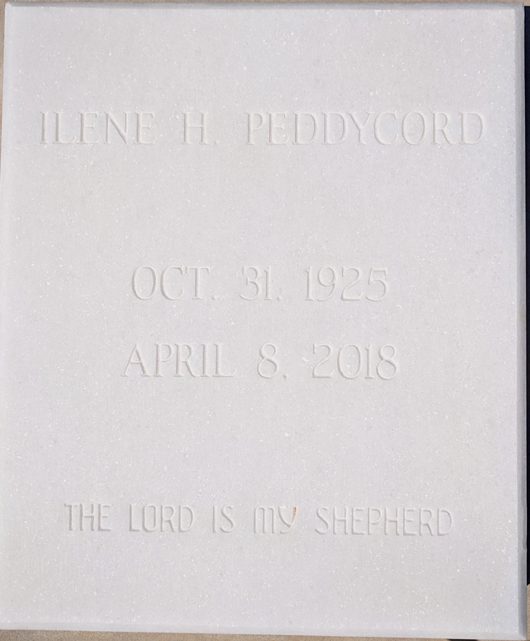 ILENE H. PEDDYCORD
OCT. 31, 1925
APRIL 8, 2018
THE LORD IS MY SHEPHERD